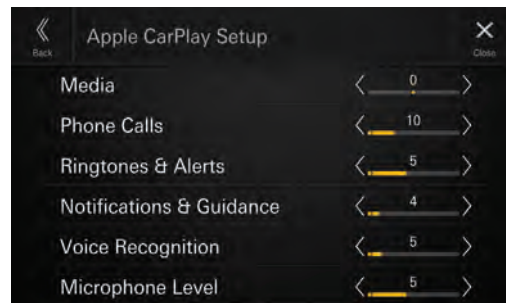 Apple CarPlay Setup
Back
Close
Media 0
Phone Calls 10
Ringtones & Alerts 5
Notifications & Guidance 4
Voice Recognition 5
Microphone Level 5